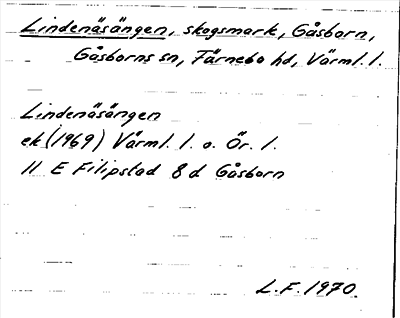 Lindenäsängen, skogsmark, Gåsborn,
Gåsborns sn, Färnebo hd, Värml. l.
Lindenäsängen
ek (1969) Värml. l. o. Ör. l.
11 E Filipstad 8 d Gåsborn
L.F. 1970.